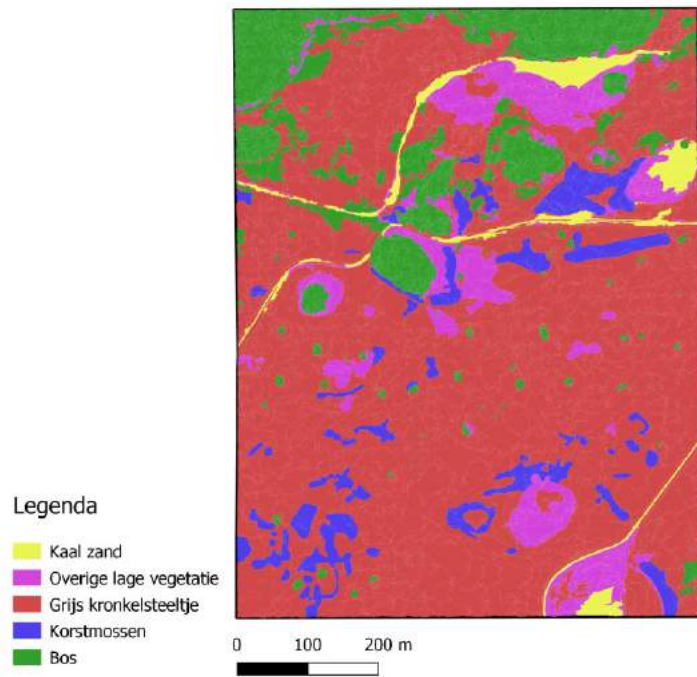 Legenda
Kaal zand
Overige lage vegetatie
Grijs kronkelsteeltje
Korstmossen
Bos
0 100 200 m